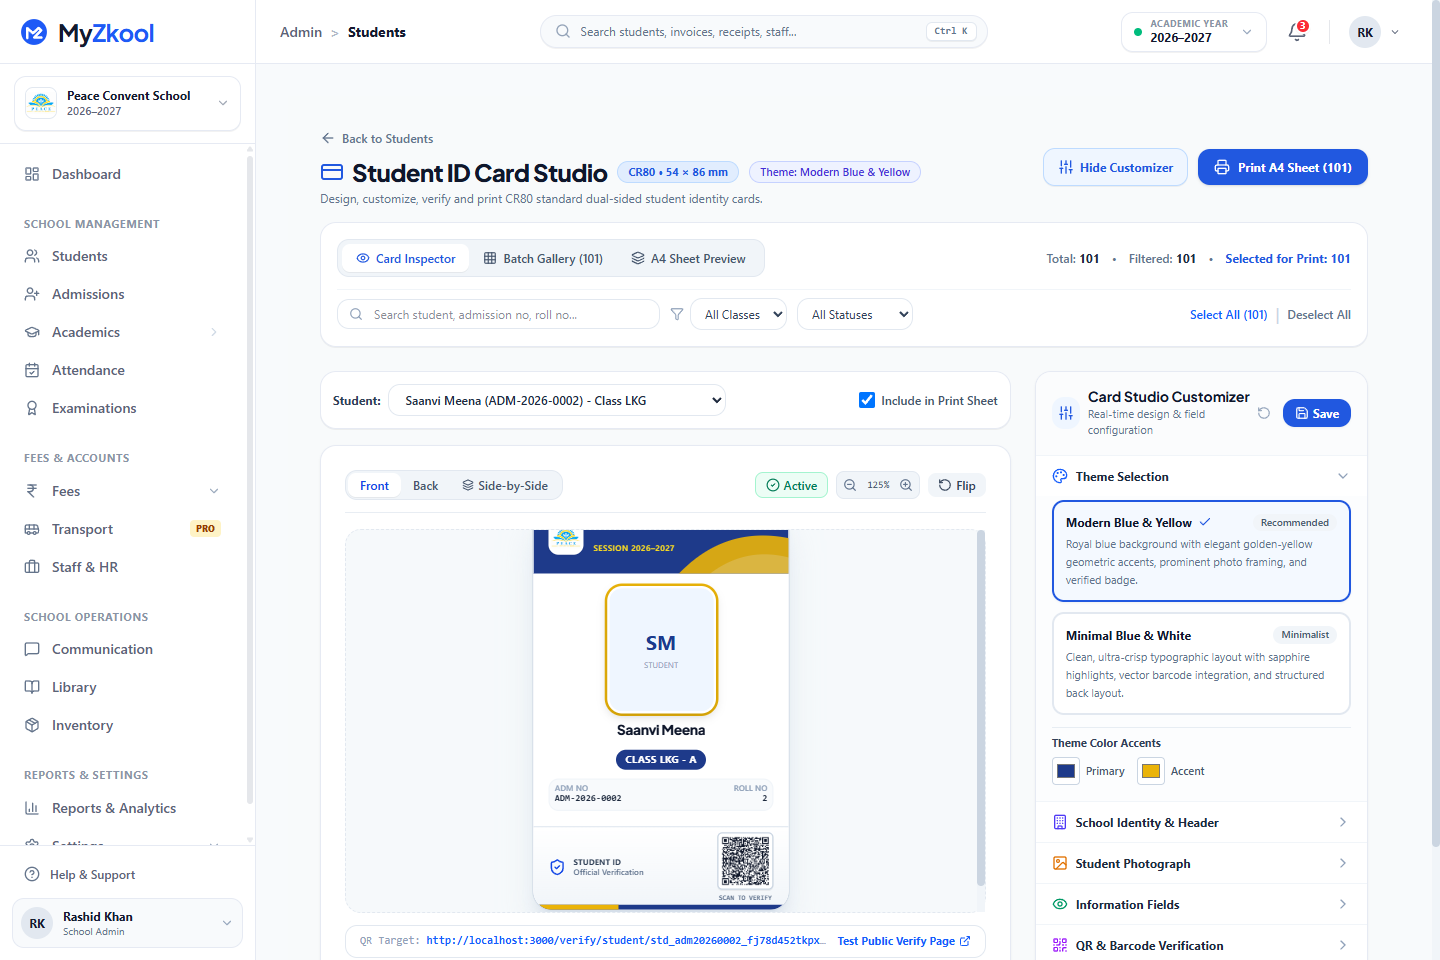 MyZkool
Admin > Students
Search students, invoices, receipts, staff...
Ctrl K
ACADEMIC YEAR
2026–2027
3
RK
Peace Convent School
2026–2027
Dashboard
SCHOOL MANAGEMENT
Students
Admissions
Academics
Attendance
Examinations
FEES & ACCOUNTS
Fees
Transport
PRO
Staff & HR
SCHOOL OPERATIONS
Communication
Library
Inventory
REPORTS & SETTINGS
Reports & Analytics
Settings
Help & Support
RK
Rashid Khan
School Admin
Back to Students
Student ID Card Studio
CR80 • 54 × 86 mm
Theme: Modern Blue & Yellow
Design, customize, verify and print CR80 standard dual-sided student identity cards.
Hide Customizer
Print A4 Sheet (101)
Card Inspector
Batch Gallery (101)
A4 Sheet Preview
Total: 101 • Filtered: 101 • Selected for Print: 101
Search student, admission no, roll no...
All Classes
All Statuses
Select All (101)
Deselect All
Student:
Saanvi Meena (ADM-2026-0002) - Class LKG
Include in Print Sheet
Front
Back
Side-by-Side
Active
125%
Flip
PEACE
SESSION 2026–2027
SM
STUDENT
Saanvi Meena
CLASS LKG - A
ADM NO
ADM-2026-0002
ROLL NO
2
STUDENT ID
Official Verification
SCAN TO VERIFY
QR Target: http://localhost:3000/verify/student/std_adm20260002_fj78d452tkpx…
Test Public Verify Page
Card Studio Customizer
Real-time design & field
configuration
Save
Theme Selection
Modern Blue & Yellow
Recommended
Royal blue background with elegant golden-yellow
geometric accents, prominent photo framing, and
verified badge.
Minimal Blue & White
Minimalist
Clean, ultra-crisp typographic layout with sapphire
highlights, vector barcode integration, and structured
back layout.
Theme Color Accents
Primary
Accent
School Identity & Header
Student Photograph
Information Fields
QR & Barcode Verification